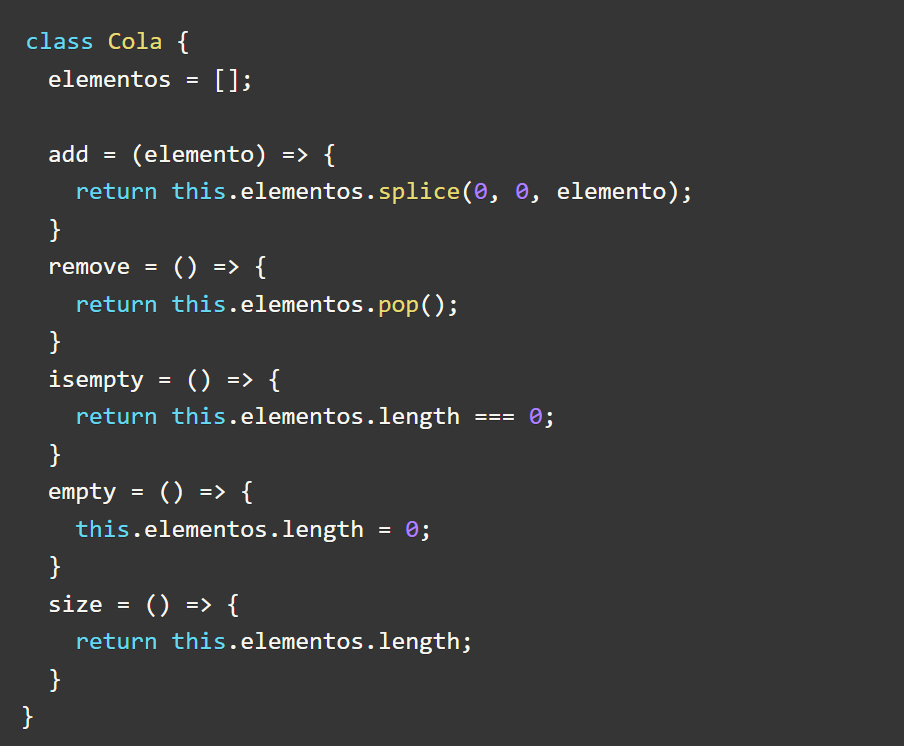 class Cola {
  elementos = [];

  add = (elemento) => {
    return this.elementos.splice(0, 0, elemento);
  }
  remove = () => {
    return this.elementos.pop();
  }
  isempty = () => {
    return this.elementos.length === 0;
  }
  empty = () => {
    this.elementos.length = 0;
  }
  size = () => {
    return this.elementos.length;
  }
}